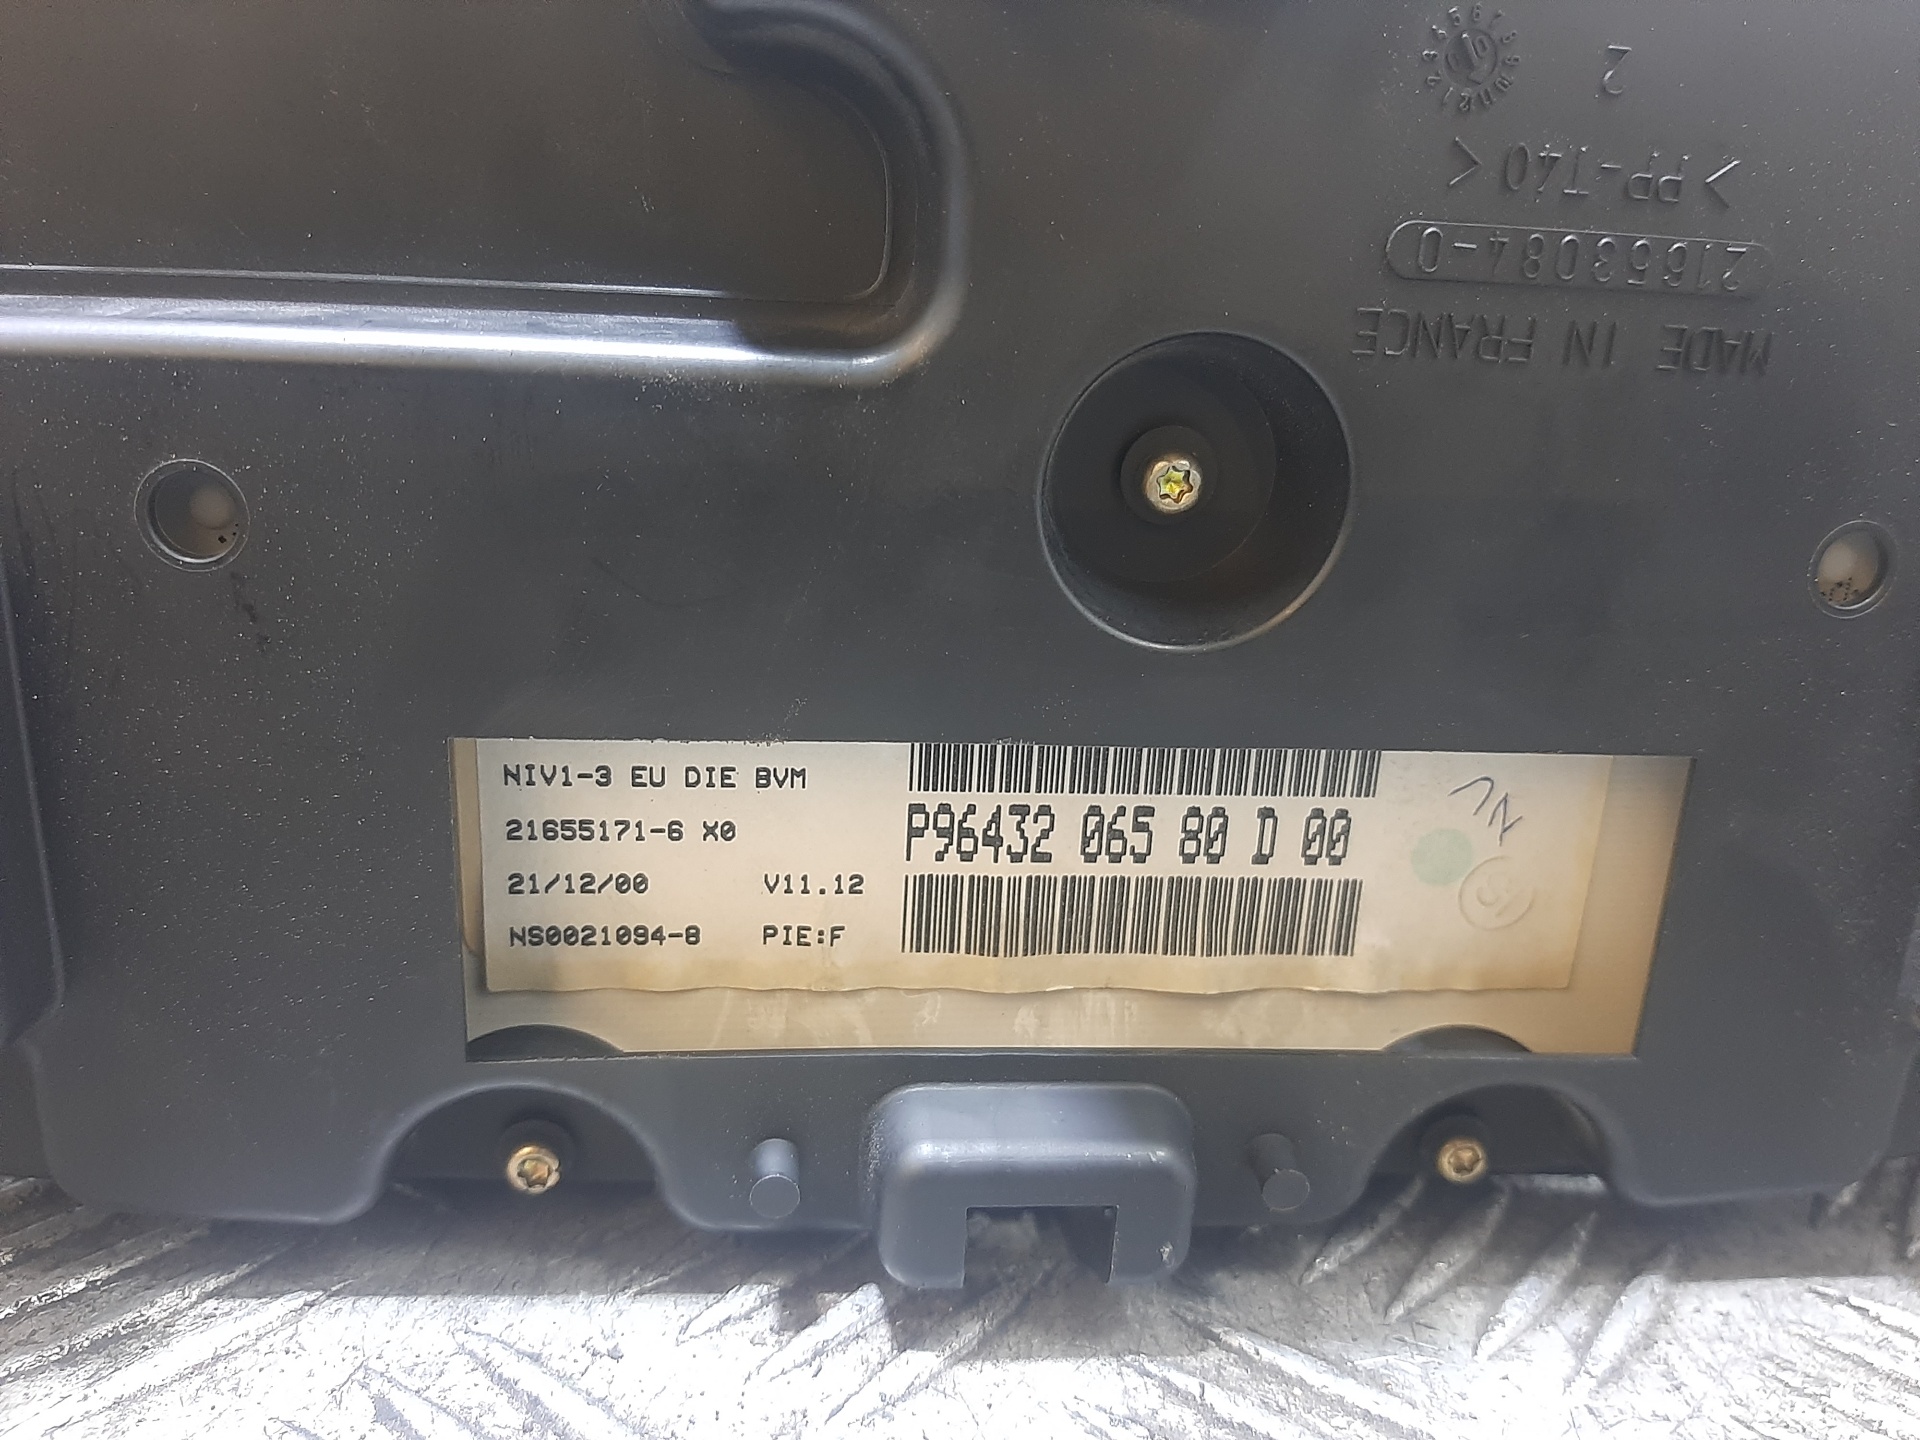 2
>PP-T40<
21653084-0
MADE IN FRANCE
NIV1-3 EU DIE BVM
21655171-6 X0
21/12/00 V11.12
NS0021094-8 PIE:F
P96432 065 80 D 00